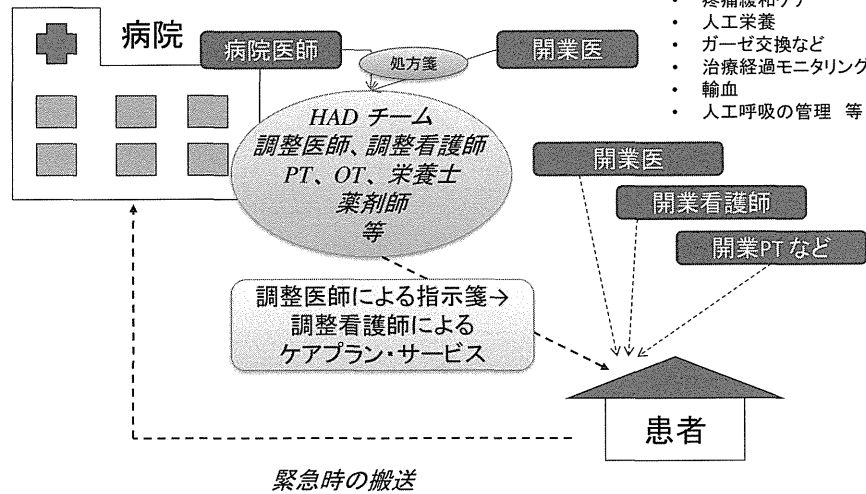 病院
病院医師
処方箋
開業医
疼痛緩和ケア
• 人工栄養
• ガーゼ交換など
• 治療経過モニタリング
• 輸血
• 人工呼吸の管理 等
HAD チーム
調整医師、調整看護師
PT、OT、栄養士
薬剤師
等
開業医
開業看護師
開業PT など
調整医師による指示箋→
調整看護師による
ケアプラン・サービス
患者
緊急時の搬送